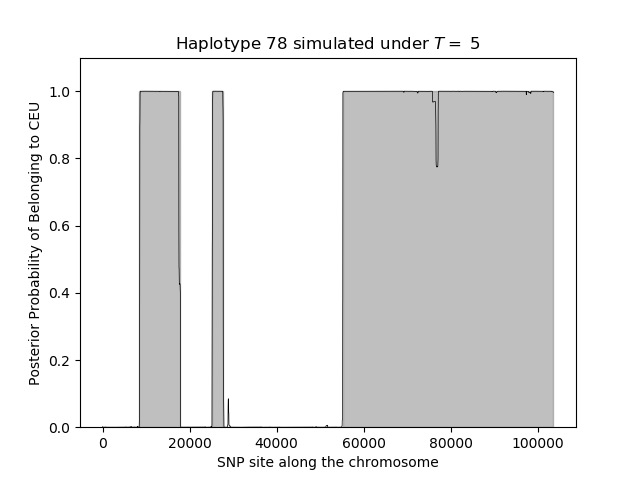 Haplotype 78 simulated under T = 5
Posterior Probability of Belonging to CEU
1.0
0.8
0.6
0.4
0.2
0.0
0 20000 40000 60000 80000 100000
SNP site along the chromosome